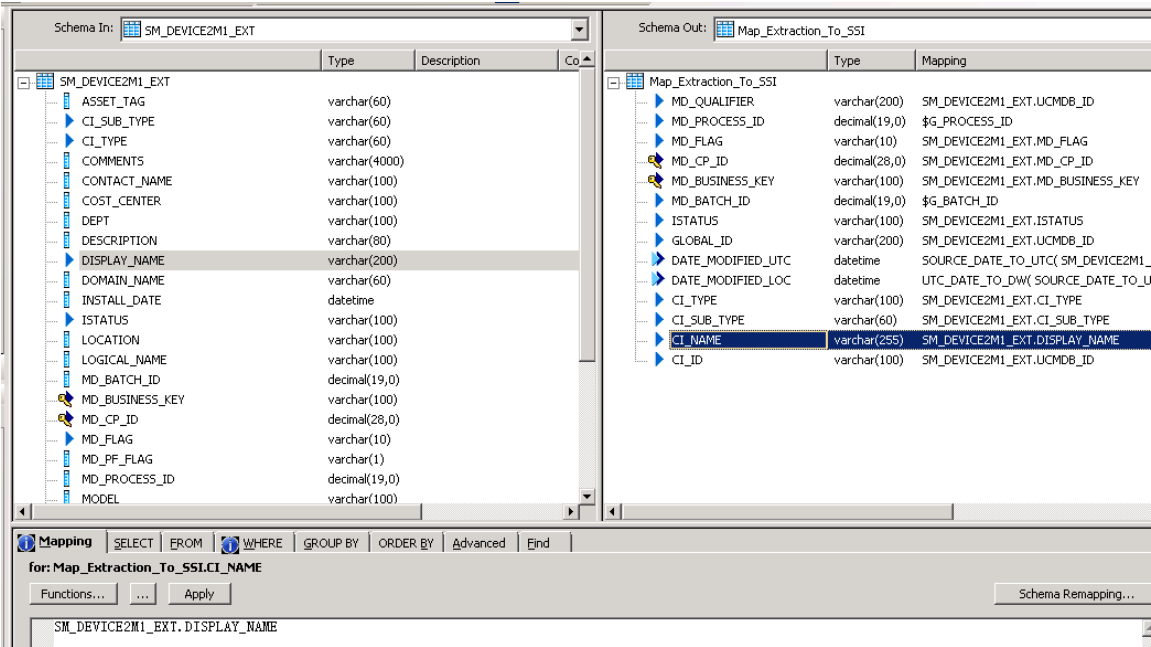 Schema In: SM_DEVICE2M1_EXT
Type Description Co
SM_DEVICE2M1_EXT
ASSET_TAG varchar(60)
CI_SUB_TYPE varchar(60)
CI_TYPE varchar(60)
COMMENTS varchar(4000)
CONTACT_NAME varchar(100)
COST_CENTER varchar(100)
DEPT varchar(100)
DESCRIPTION varchar(80)
DISPLAY_NAME varchar(200)
DOMAIN_NAME varchar(60)
INSTALL_DATE datetime
ISTATUS varchar(100)
LOCATION varchar(100)
LOGICAL_NAME varchar(100)
MD_BATCH_ID decimal(19,0)
MD_BUSINESS_KEY varchar(100)
MD_CP_ID decimal(28,0)
MD_FLAG varchar(10)
MD_PF_FLAG varchar(1)
MD_PROCESS_ID decimal(19,0)
MODEL varchar(100)
Schema Out: Map_Extraction_To_SSI
Type Mapping
Map_Extraction_To_SSI
MD_QUALIFIER varchar(200) SM_DEVICE2M1_EXT.UCMDB_ID
MD_PROCESS_ID decimal(19,0) $G_PROCESS_ID
MD_FLAG varchar(10) SM_DEVICE2M1_EXT.MD_FLAG
MD_CP_ID decimal(28,0) SM_DEVICE2M1_EXT.MD_CP_ID
MD_BUSINESS_KEY varchar(100) SM_DEVICE2M1_EXT.MD_BUSINESS_KEY
MD_BATCH_ID decimal(19,0) $G_BATCH_ID
ISTATUS varchar(100) SM_DEVICE2M1_EXT.ISTATUS
GLOBAL_ID varchar(200) SM_DEVICE2M1_EXT.UCMDB_ID
DATE_MODIFIED_UTC datetime SOURCE_DATE_TO_UTC( SM_DEVICE2M1_
DATE_MODIFIED_LOC datetime UTC_DATE_TO_DW( SOURCE_DATE_TO_U
CI_TYPE varchar(100) SM_DEVICE2M1_EXT.CI_TYPE
CI_SUB_TYPE varchar(60) SM_DEVICE2M1_EXT.CI_SUB_TYPE
CI_NAME varchar(255) SM_DEVICE2M1_EXT.DISPLAY_NAME
CI_ID varchar(100) SM_DEVICE2M1_EXT.UCMDB_ID
Mapping SELECT FROM WHERE GROUP BY ORDER BY Advanced Find
for: Map_Extraction_To_SSI.CI_NAME
Functions... ... Apply Schema Remapping...
SM_DEVICE2M1_EXT.DISPLAY_NAME